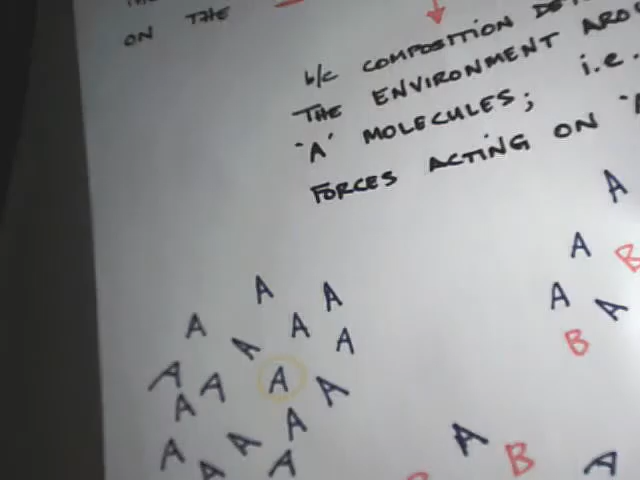 ON THE
b/c COMPOSITION
THE ENVIRONMENT
'A' MOLECULES; i.e.
FORCES ACTING ON
A
A
B
A A
A A
A
A A
A
A A
B
A
A A A A
A
A
A A
B
A
A A
A